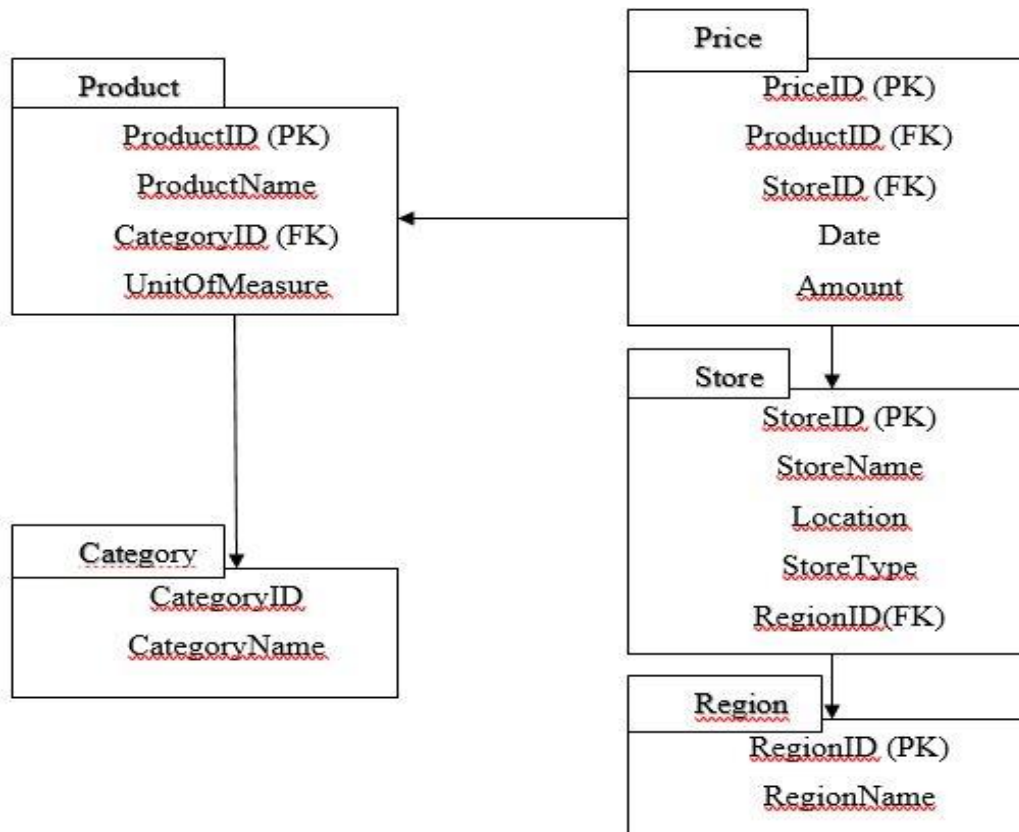 Product
ProductID (PK)
ProductName
CategoryID (FK)
UnitOfMeasure
Category
CategoryID
CategoryName
Price
PriceID (PK)
ProductID (FK)
StoreID (FK)
Date
Amount
Store
StoreID (PK)
StoreName
Location
StoreType
RegionID(FK)
Region
RegionID (PK)
RegionName